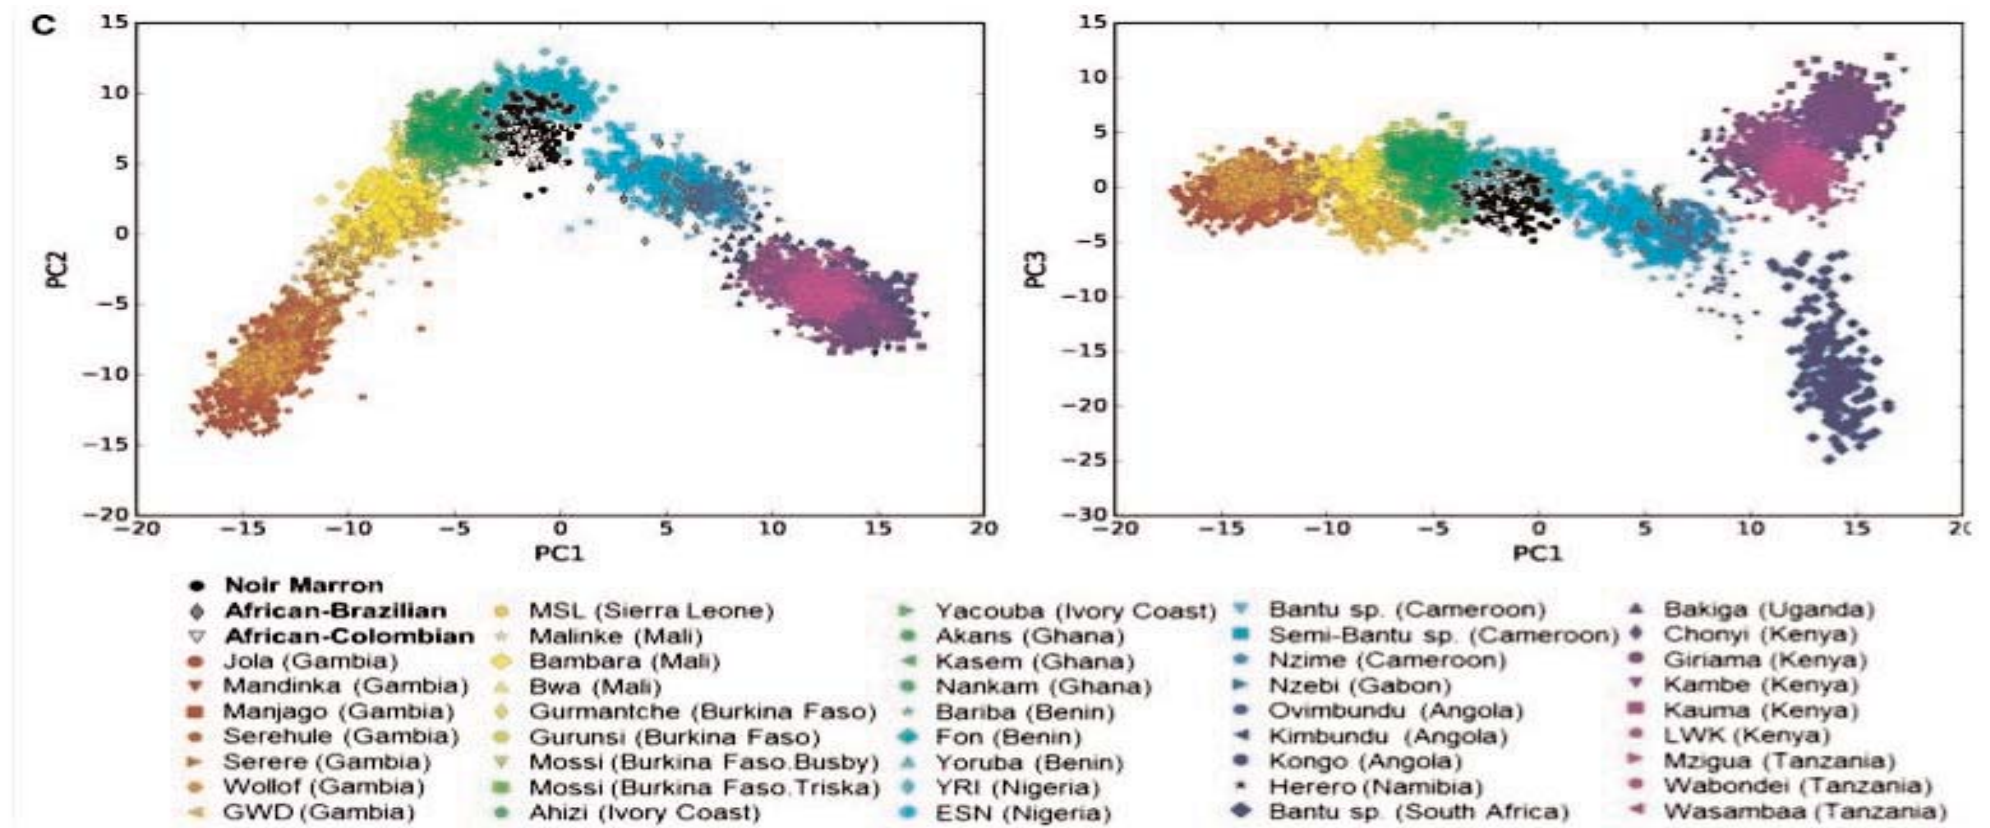 C
15
10
5
0
−5
−10
−15
−20
PC2
−20 −15 −10 −5 0 5 10 15 20
PC1
15
10
5
0
−5
−10
−15
−20
−25
−30
PC3
−20 −15 −10 −5 0 5 10 15
PC1
Noir Marron
African-Brazilian
African-Colombian
Jola (Gambia)
Mandinka (Gambia)
Manjago (Gambia)
Serehule (Gambia)
Serere (Gambia)
Wollof (Gambia)
GWD (Gambia)
MSL (Sierra Leone)
Malinke (Mali)
Bambara (Mali)
Bwa (Mali)
Gurmantche (Burkina Faso)
Gurunsi (Burkina Faso)
Mossi (Burkina Faso.Busby)
Mossi (Burkina Faso.Triska)
Ahizi (Ivory Coast)
Yacouba (Ivory Coast)
Akans (Ghana)
Kasem (Ghana)
Nankam (Ghana)
Bariba (Benin)
Fon (Benin)
Yoruba (Benin)
YRI (Nigeria)
ESN (Nigeria)
Bantu sp. (Cameroon)
Semi-Bantu sp. (Cameroon)
Nzime (Cameroon)
Nzebi (Gabon)
Ovimbundu (Angola)
Kimbundu (Angola)
Kongo (Angola)
Herero (Namibia)
Bantu sp. (South Africa)
Bakiga (Uganda)
Chonyi (Kenya)
Giriama (Kenya)
Kambe (Kenya)
Kauma (Kenya)
LWK (Kenya)
Mzigua (Tanzania)
Wabondei (Tanzania)
Wasambaa (Tanzania)